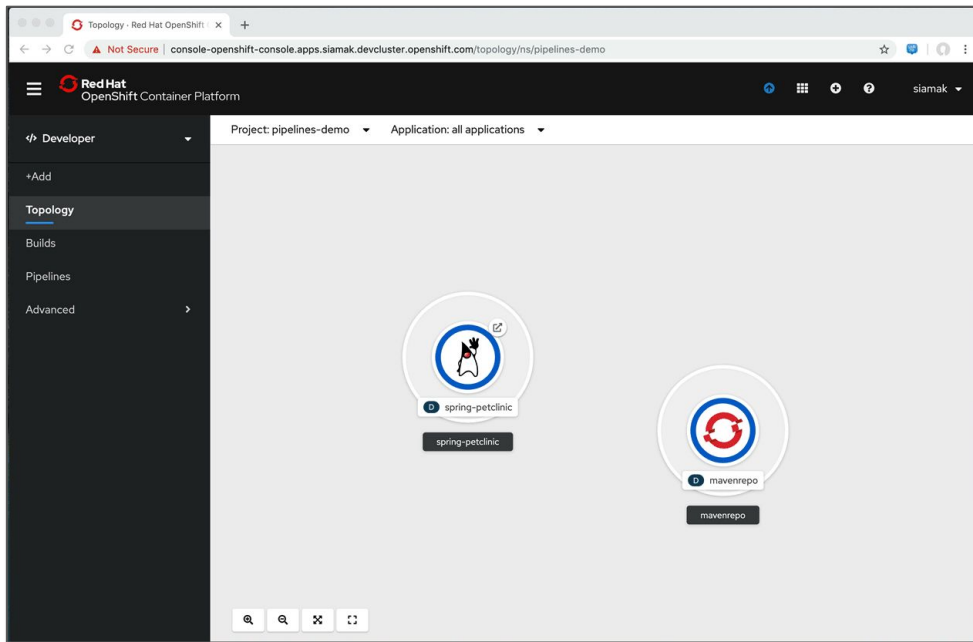 Topology · Red Hat OpenShift
Not Secure | console-openshift-console.apps.siamak.devcluster.openshift.com/topology/ns/pipelines-demo
Red Hat
OpenShift Container Platform
siamak
</> Developer
Project: pipelines-demo
Application: all applications
+Add
Topology
Builds
Pipelines
Advanced
D spring-petclinic
spring-petclinic
D mavenrepo
mavenrepo